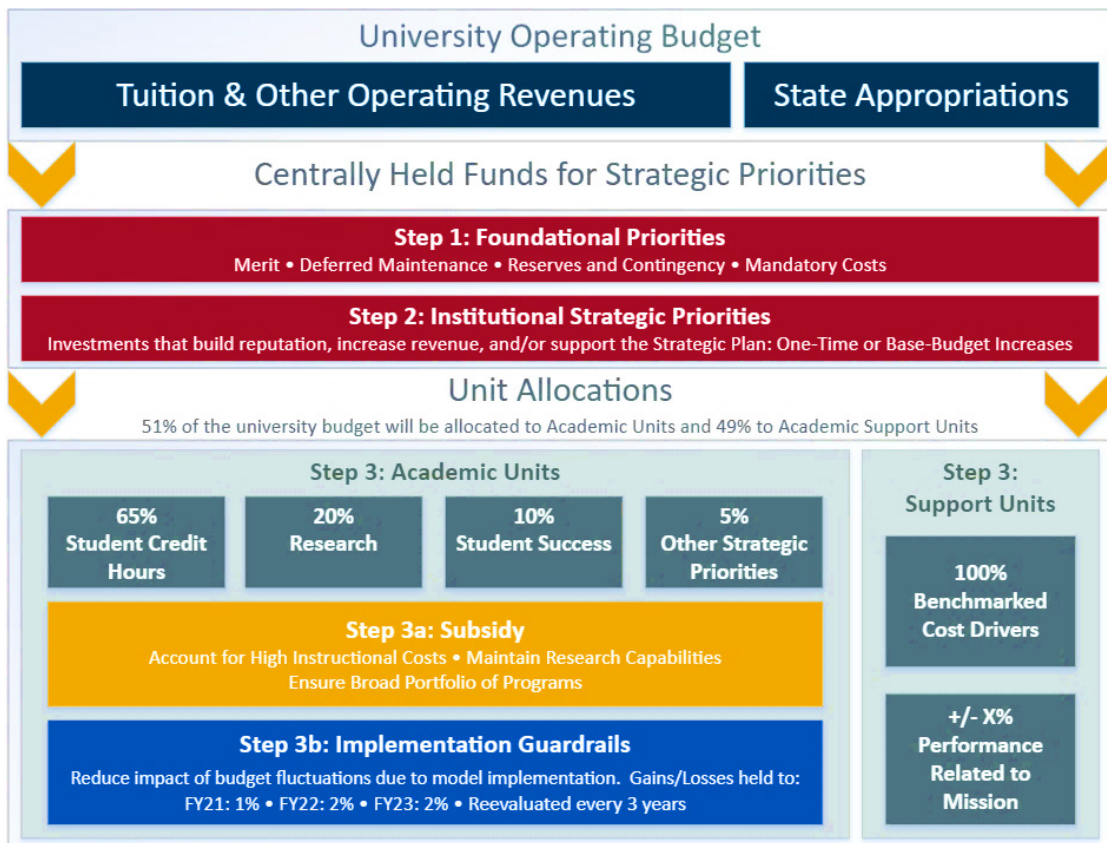 University Operating Budget
Tuition & Other Operating Revenues
State Appropriations
Centrally Held Funds for Strategic Priorities
Step 1: Foundational Priorities
Merit • Deferred Maintenance • Reserves and Contingency • Mandatory Costs
Step 2: Institutional Strategic Priorities
Investments that build reputation, increase revenue, and/or support the Strategic Plan: One-Time or Base-Budget Increases
Unit Allocations
51% of the university budget will be allocated to Academic Units and 49% to Academic Support Units
Step 3: Academic Units
65%
Student Credit
Hours
20%
Research
10%
Student Success
5%
Other Strategic
Priorities
Step 3a: Subsidy
Account for High Instructional Costs • Maintain Research Capabilities
Ensure Broad Portfolio of Programs
Step 3b: Implementation Guardrails
Reduce impact of budget fluctuations due to model implementation. Gains/Losses held to:
FY21: 1% • FY22: 2% • FY23: 2% • Reevaluated every 3 years
Step 3:
Support Units
100%
Benchmarked
Cost Drivers
+/- X%
Performance
Related to
Mission